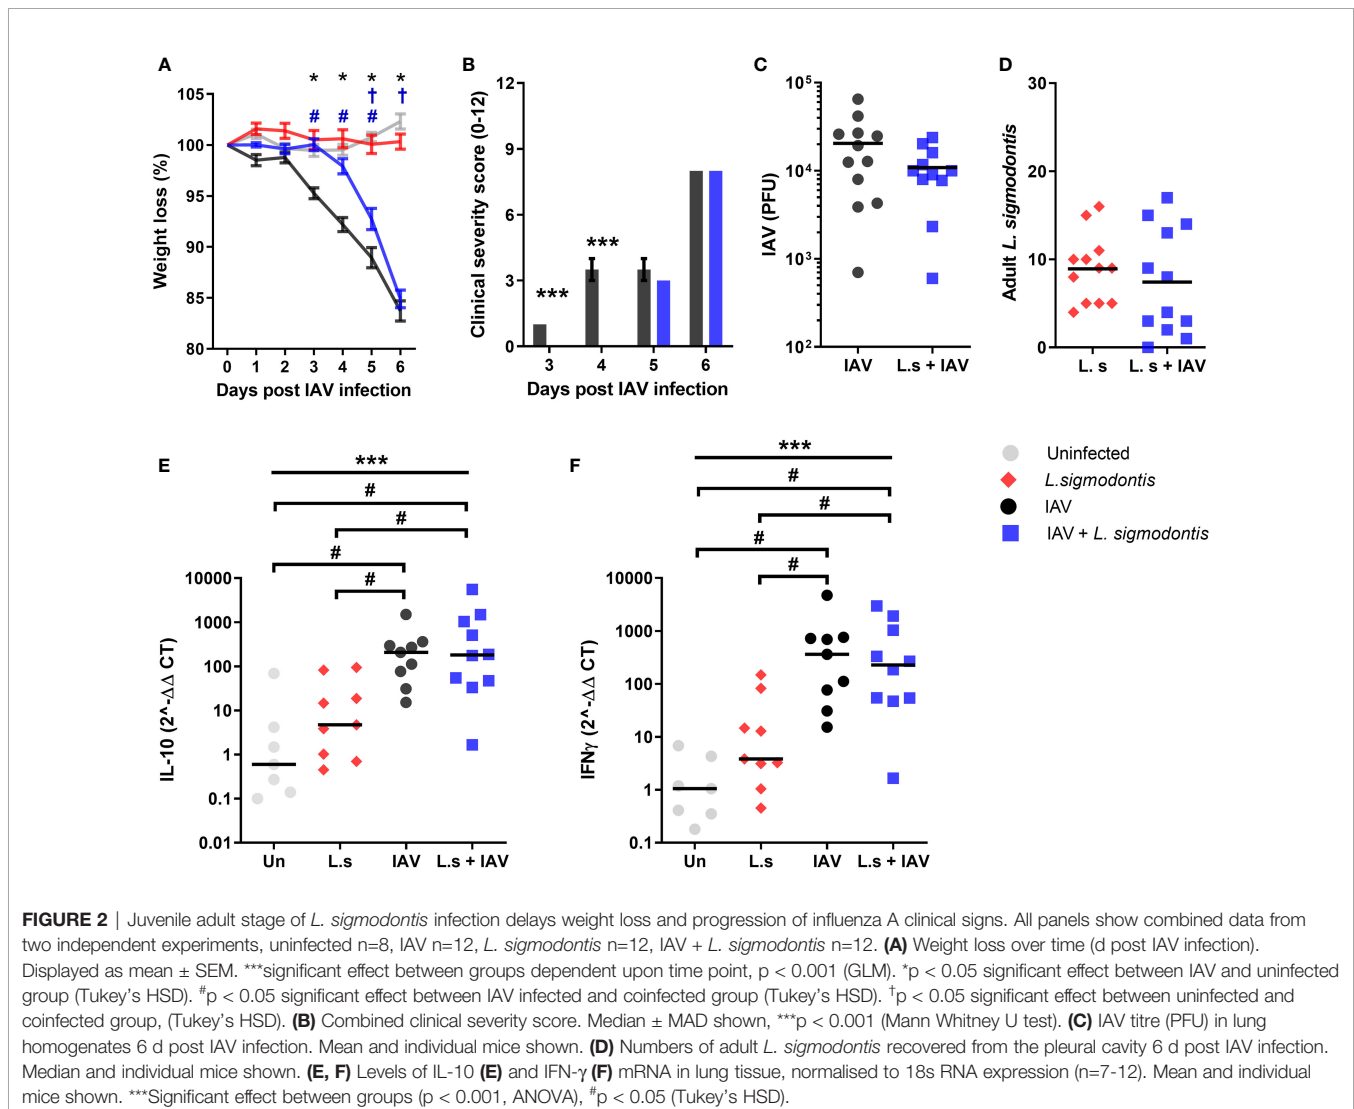 A
B
C
D
* * * *
† †
# # #
105
100
95
90
85
80
Weight loss (%)
0 1 2 3 4 5 6
Days post IAV infection
12
9
6
3
0
Clinical severity score (0-12)
***
***
3 4 5 6
Days post IAV infection
10⁵
10⁴
10³
10²
IAV (PFU)
IAV L.s + IAV
30
20
10
0
Adult L. sigmodontis
L. s L. s + IAV
E
***
#
#
#
#
10000
1000
100
10
1
0.1
0.01
IL-10 (2^-ΔΔ CT)
Un L.s IAV L.s + IAV
F
***
#
#
#
#
10000
1000
100
10
1
0.1
IFNγ (2^-ΔΔ CT)
Un L.s IAV L.s + IAV
Uninfected
L.sigmodontis
IAV
IAV + L. sigmodontis
FIGURE 2 | Juvenile adult stage of L. sigmodontis infection delays weight loss and progression of influenza A clinical signs. All panels show combined data from
two independent experiments, uninfected n=8, IAV n=12, L. sigmodontis n=12, IAV + L. sigmodontis n=12. (A) Weight loss over time (d post IAV infection).
Displayed as mean ± SEM. ***significant effect between groups dependent upon time point, p < 0.001 (GLM). *p < 0.05 significant effect between IAV and uninfected
group (Tukey's HSD). #p < 0.05 significant effect between IAV infected and coinfected group (Tukey's HSD). †p < 0.05 significant effect between uninfected and
coinfected group, (Tukey's HSD). (B) Combined clinical severity score. Median ± MAD shown, ***p < 0.001 (Mann Whitney U test). (C) IAV titre (PFU) in lung
homogenates 6 d post IAV infection. Mean and individual mice shown. (D) Numbers of adult L. sigmodontis recovered from the pleural cavity 6 d post IAV infection.
Median and individual mice shown. (E, F) Levels of IL-10 (E) and IFN-γ (F) mRNA in lung tissue, normalised to 18s RNA expression (n=7-12). Mean and individual
mice shown. ***Significant effect between groups (p < 0.001, ANOVA), #p < 0.05 (Tukey's HSD).